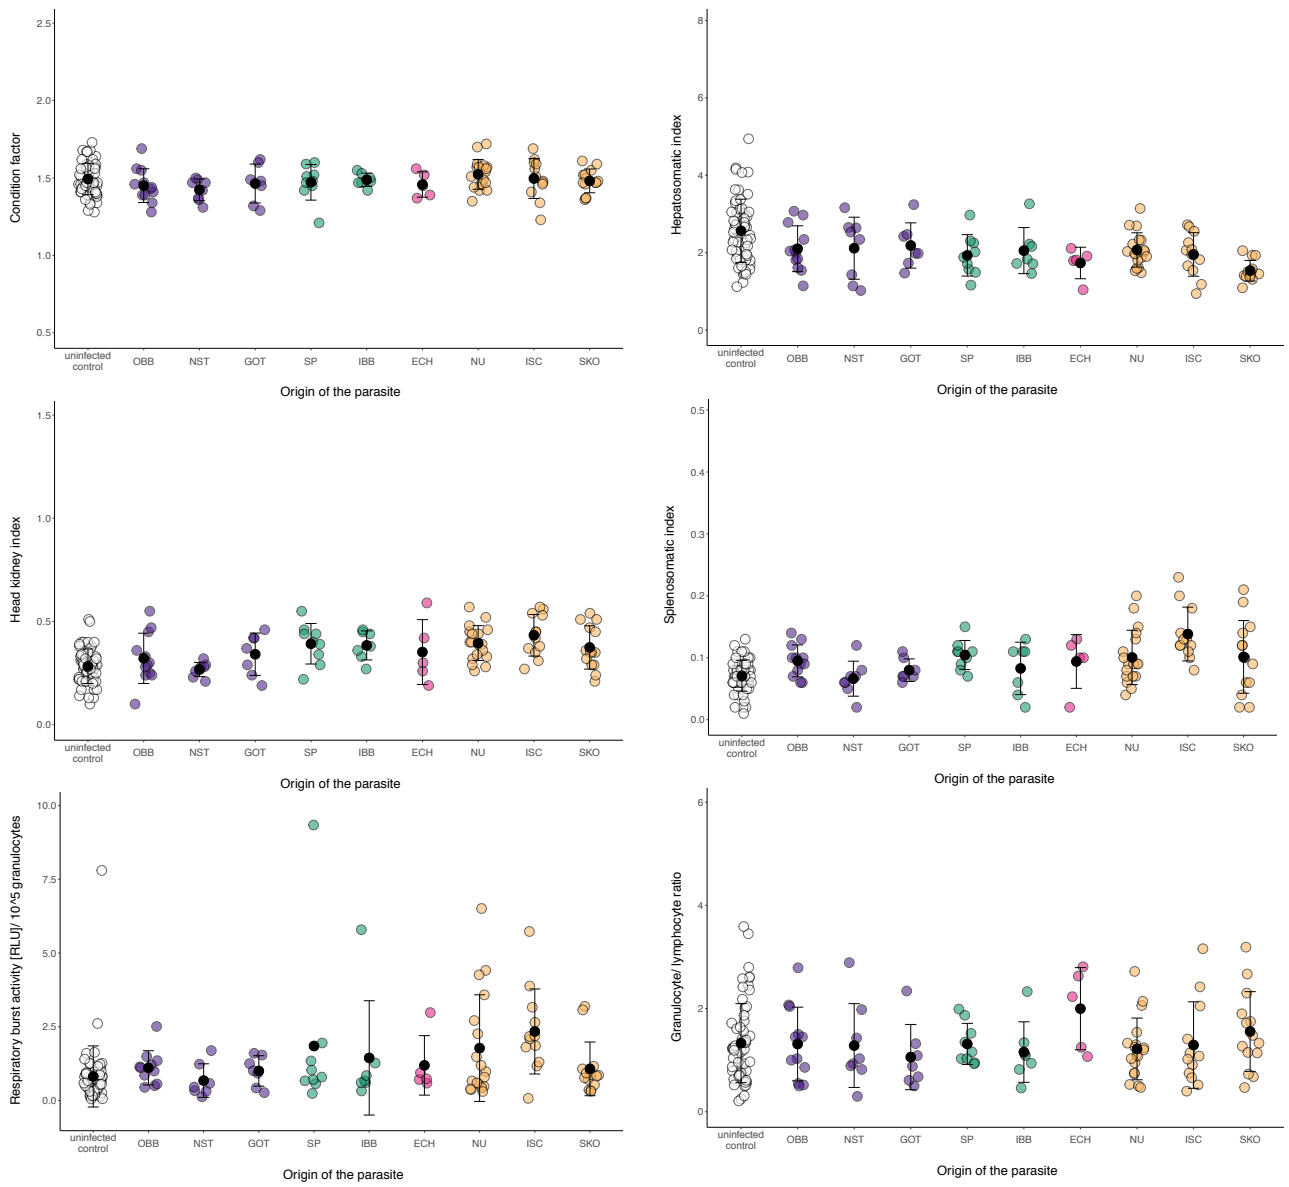 Condition factor
2.5
2.0
1.5
1.0
0.5
uninfected
control
OBB NST GOT SP IBB ECH NU ISC SKO
Origin of the parasite
Hepatosomatic index
8
6
4
2
0
uninfected
control
OBB NST GOT SP IBB ECH NU ISC SKO
Origin of the parasite
Head kidney index
1.5
1.0
0.5
0.0
uninfected
control
OBB NST GOT SP IBB ECH NU ISC SKO
Origin of the parasite
Splenosomatic index
0.5
0.4
0.3
0.2
0.1
0.0
uninfected
control
OBB NST GOT SP IBB ECH NU ISC SKO
Origin of the parasite
Respiratory burst activity [RLU]/ 10^5 granulocytes
10.0
7.5
5.0
2.5
0.0
uninfected
control
OBB NST GOT SP IBB ECH NU ISC SKO
Origin of the parasite
Granulocyte/ lymphocyte ratio
6
4
2
0
uninfected
control
OBB NST GOT SP IBB ECH NU ISC SKO
Origin of the parasite